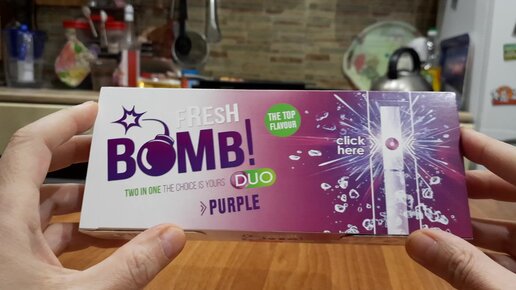 FRESH
BOMB!
TWO IN ONE THE CHOICE IS YOURS DUO
PURPLE
THE TOP
FLAVOUR
click
here